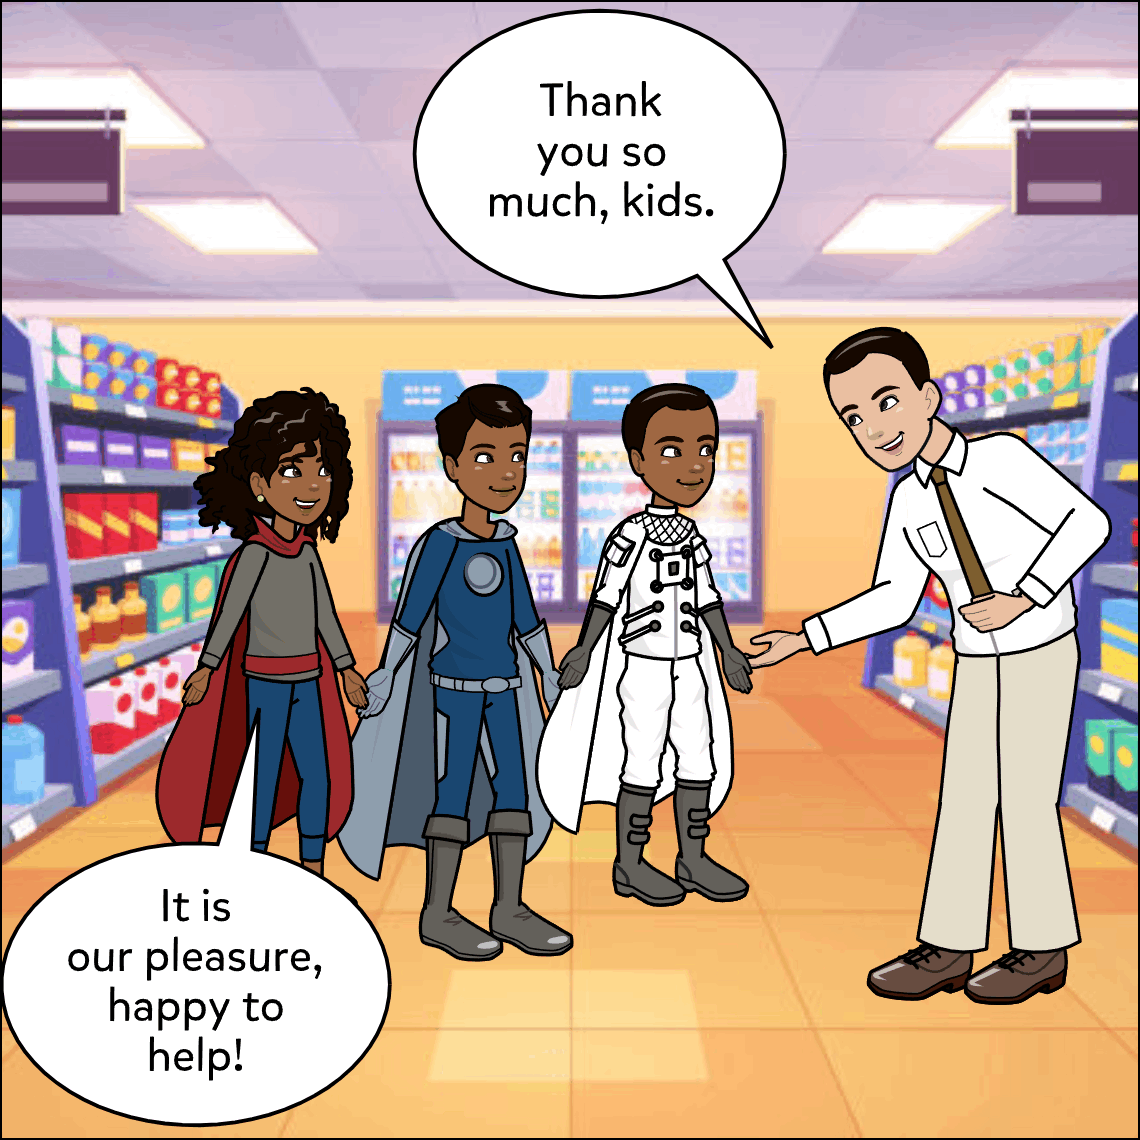 Thank
you so
much, kids.
It is
our pleasure,
happy to
help!